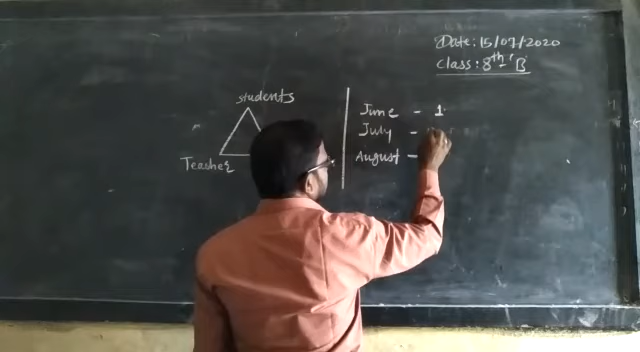 Date: 15/07/2020
Class: 8th 'B'
students
Teacher
June - 1
July -
August -